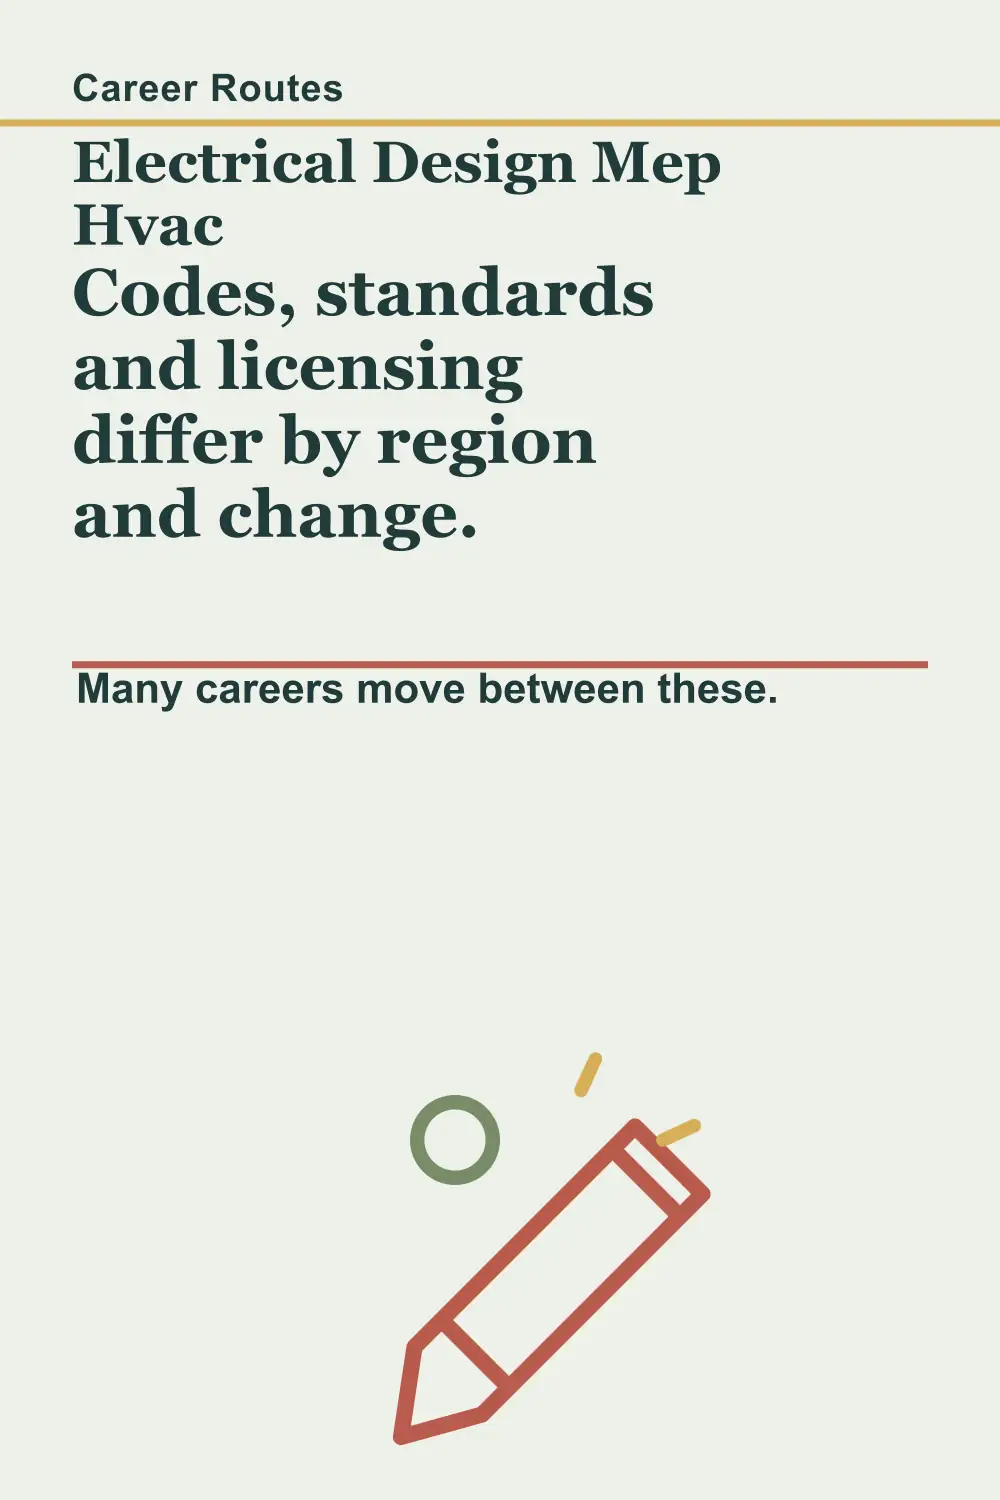 Career Routes
Electrical Design Mep
Hvac
Codes, standards
and licensing
differ by region
and change.
Many careers move between these.